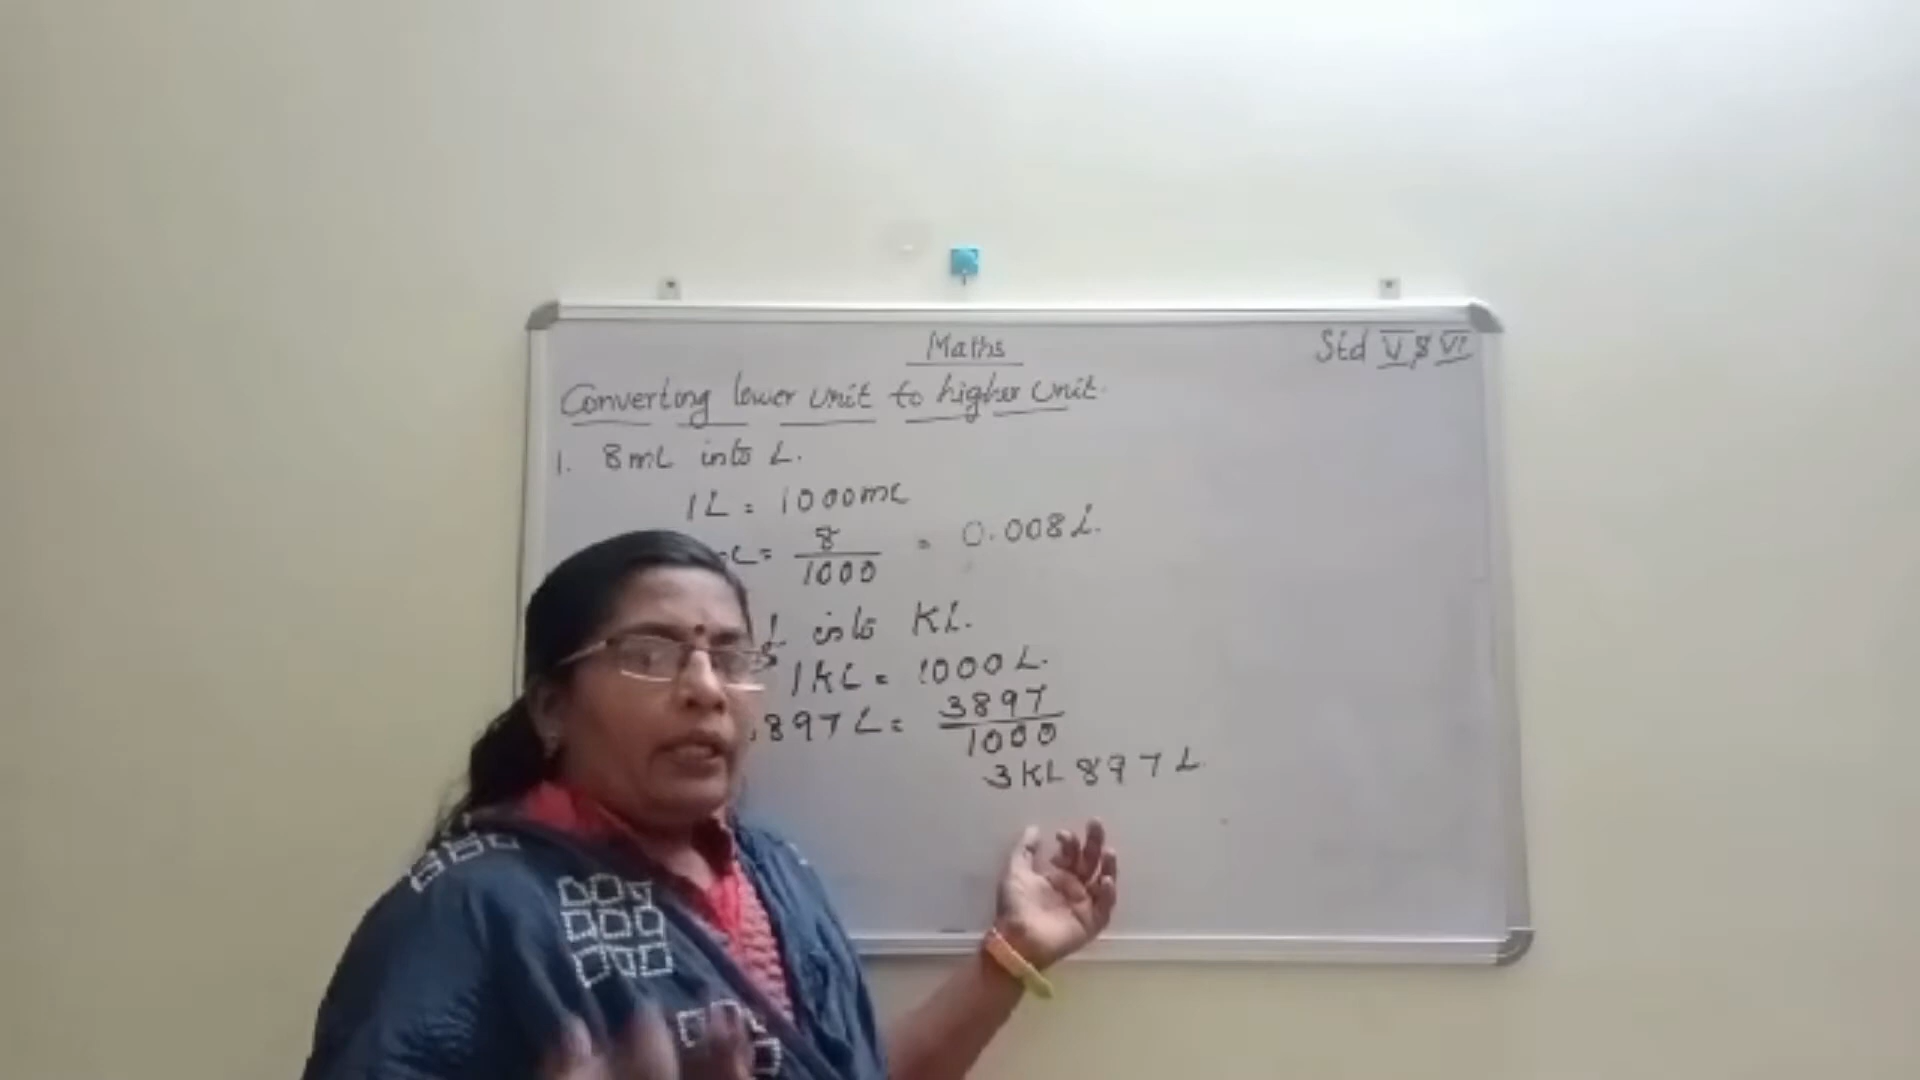 Maths
Std V & VI
Converting lower unit to higher unit.
1. 8mL into L.
1L = 1000mL
= 8/1000 = 0.008L.
L into KL.
1kL = 1000L.
897L = 3897/1000
3KL 897L